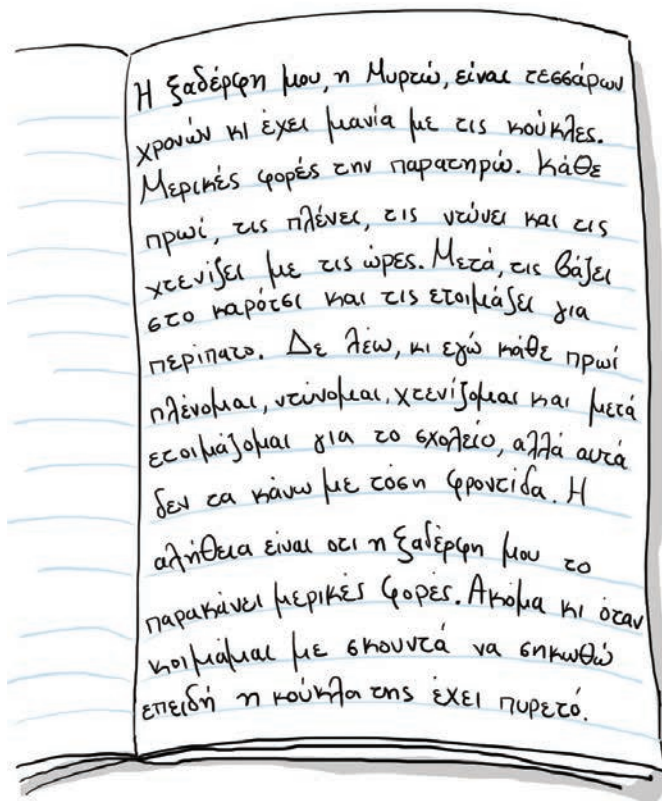 Η ξαδέρφη μου, η Μυρτώ, είναι τεσσάρων
χρονών κι έχει μανία με τις κούκλες.
Μερικές φορές την παρατηρώ. Κάθε
πρωί, τις πλένει, τις ντύνει και τις
χτενίζει με τις ώρες. Μετά, τις βάζει
στο καρότσι και τις ετοιμάζει για
περίπατο. Δε λέω, κι εγώ κάθε πρωί
πλένομαι, ντύνομαι, χτενίζομαι και μετά
ετοιμάζομαι για το σχολείο, αλλά αυτά
δεν τα κάνω με τόση φροντίδα. Η
αλήθεια είναι οτι η ξαδέρφη μου το
παρακάνει μερικές φορές. Ακόμα κι όταν
κοιμάμαι με σκουντά να σηκωθώ
επειδή η κούκλα της έχει πυρετό.